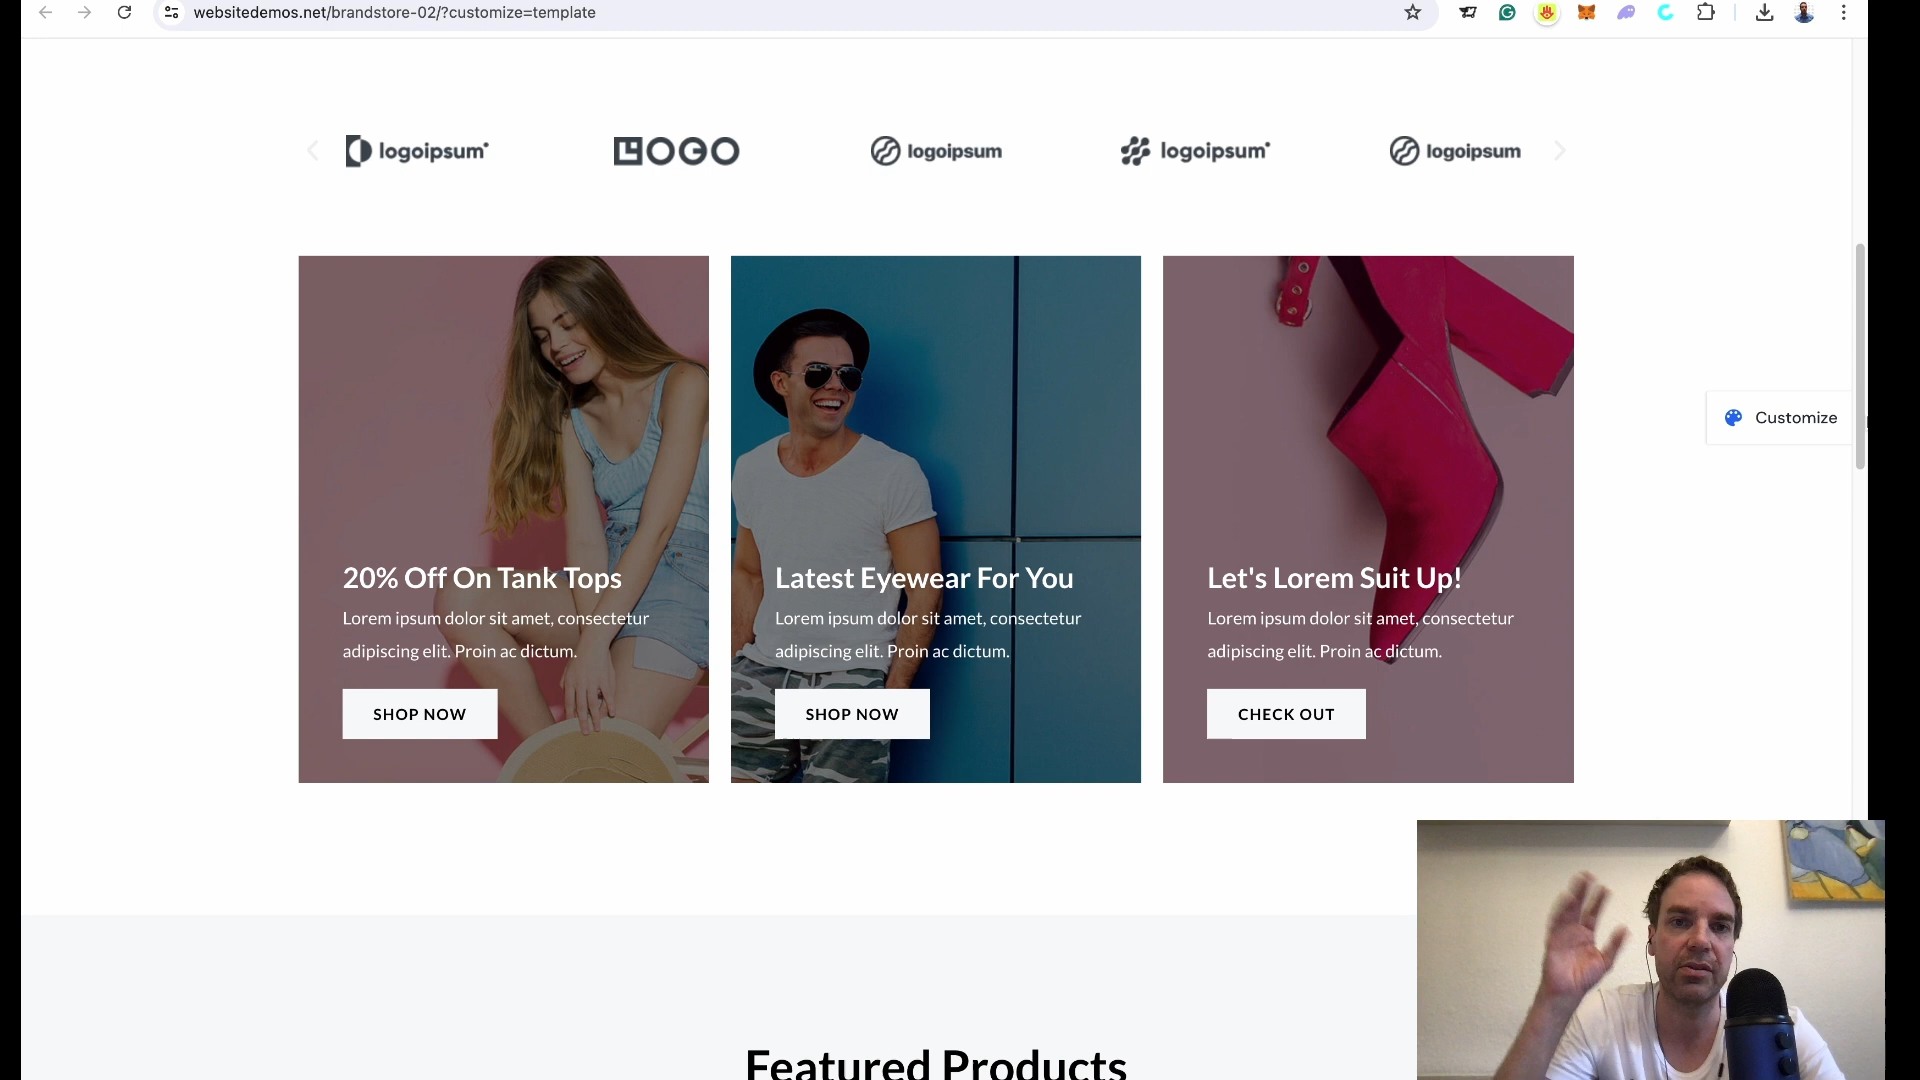 websitedemos.net/brandstore-02/?customize=template
logoipsum
LOGO
logoipsum
logoipsum
logoipsum
Customize
20% Off On Tank Tops
Lorem ipsum dolor sit amet, consectetur
adipiscing elit. Proin ac dictum.
SHOP NOW
Latest Eyewear For You
Lorem ipsum dolor sit amet, consectetur
adipiscing elit. Proin ac dictum.
SHOP NOW
Let's Lorem Suit Up!
Lorem ipsum dolor sit amet, consectetur
adipiscing elit. Proin ac dictum.
CHECK OUT
Featured Products